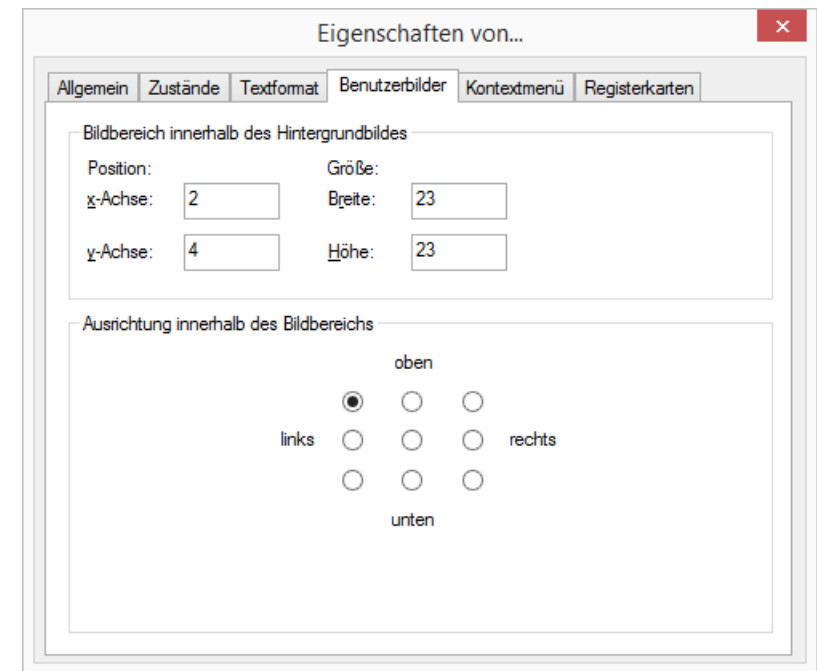 Eigenschaften von...
Allgemein Zustände Textformat Benutzerbilder Kontextmenü Registerkarten
Bildbereich innerhalb des Hintergrundbildes
Position: Größe:
x-Achse: 2 Breite: 23
y-Achse: 4 Höhe: 23
Ausrichtung innerhalb des Bildbereichs
oben
links rechts
unten